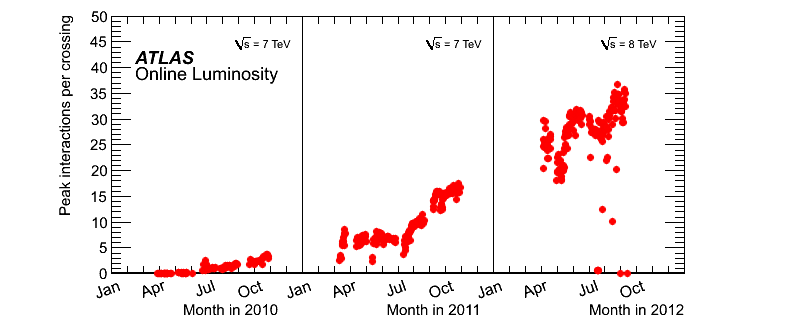 Peak interactions per crossing
50
45
40
35
30
25
20
15
10
5
0
ATLAS
Online Luminosity
√s = 7 TeV
√s = 7 TeV
√s = 8 TeV
Jan Apr Jul Oct Jan Apr Jul Oct Jan Apr Jul Oct
Month in 2010 Month in 2011 Month in 2012